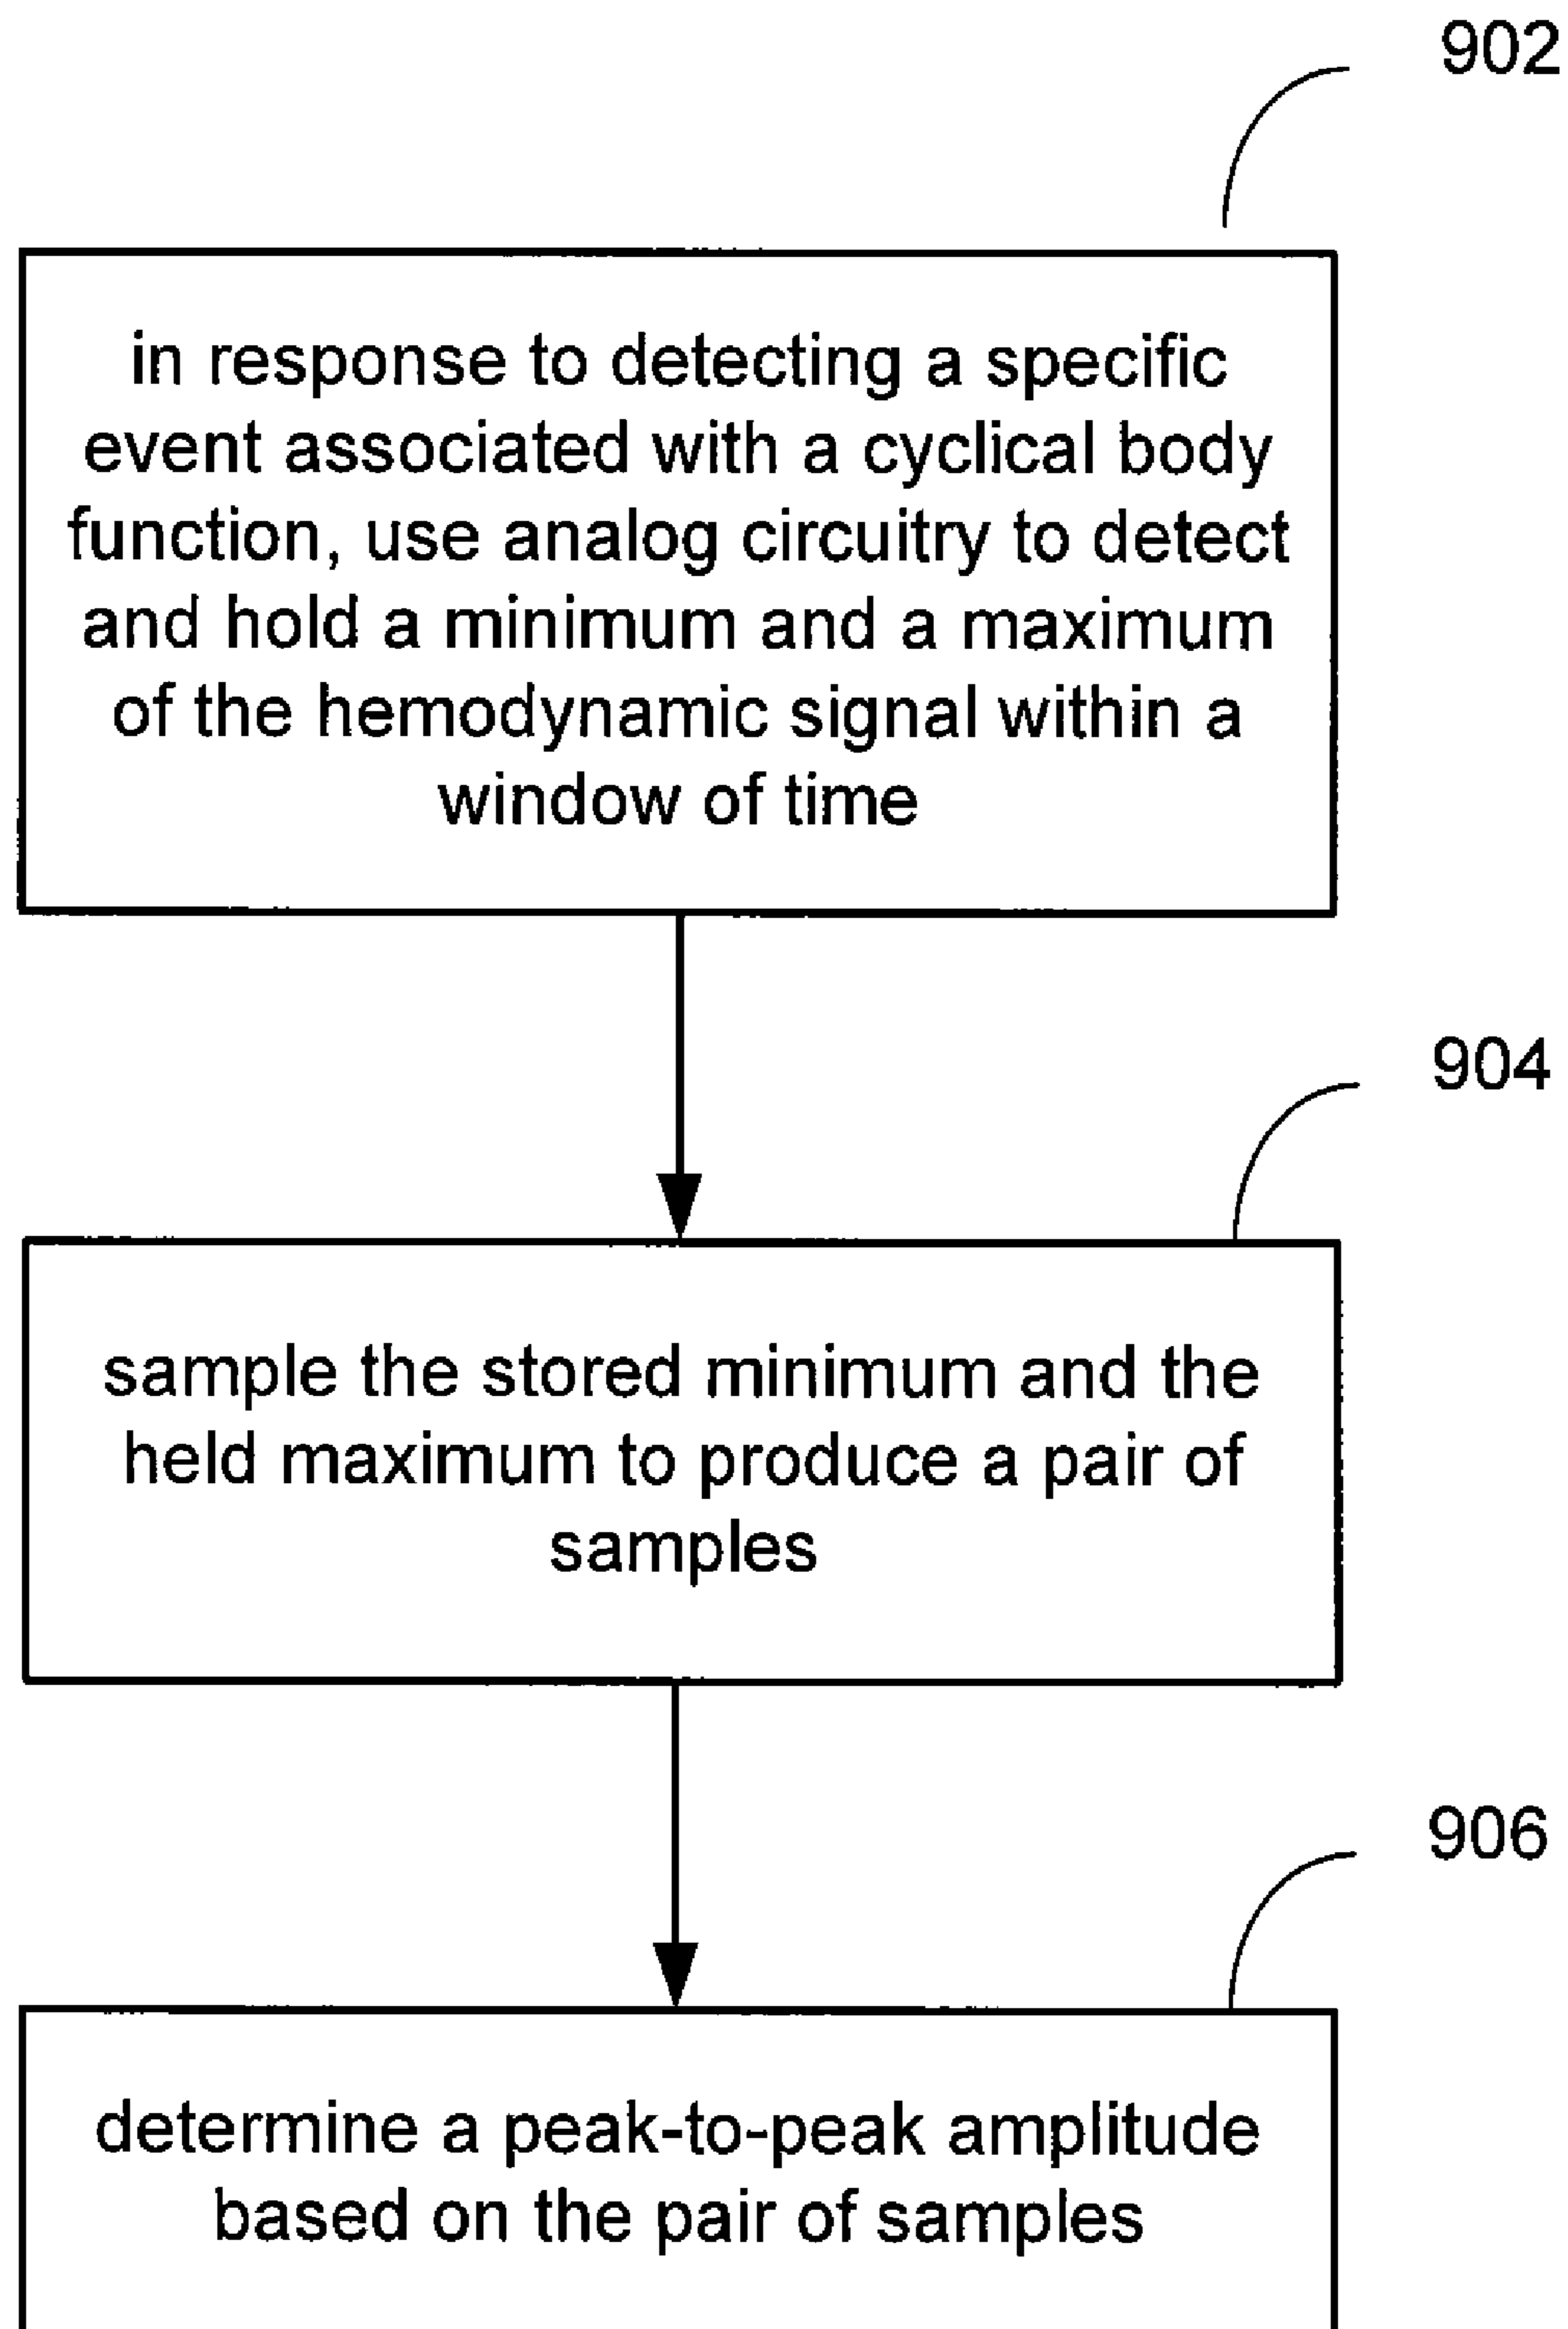 902
in response to detecting a specific
event associated with a cyclical body
function, use analog circuitry to detect
and hold a minimum and a maximum
of the hemodynamic signal within a
window of time
904
sample the stored minimum and the
held maximum to produce a pair of
samples
906
determine a peak-to-peak amplitude
based on the pair of samples